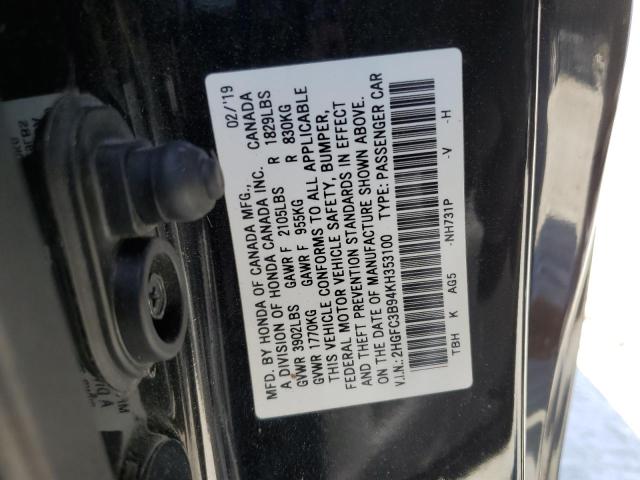 MFD. BY HONDA OF CANADA MFG., 02/'19
A DIVISION OF HONDA CANADA INC. CANADA
GVWR 3902LBS GAWR F 2105LBS R 1829LBS
GVWR 1770KG GAWR F 955KG R 830KG
THIS VEHICLE CONFORMS TO ALL APPLICABLE
FEDERAL MOTOR VEHICLE SAFETY, BUMPER,
AND THEFT PREVENTION STANDARDS IN EFFECT
ON THE DATE OF MANUFACTURE SHOWN ABOVE.
V.I.N.: 2HGFC3B94KH353100 TYPE: PASSENGER CAR
TBH K AG5 -NH731P -V -H